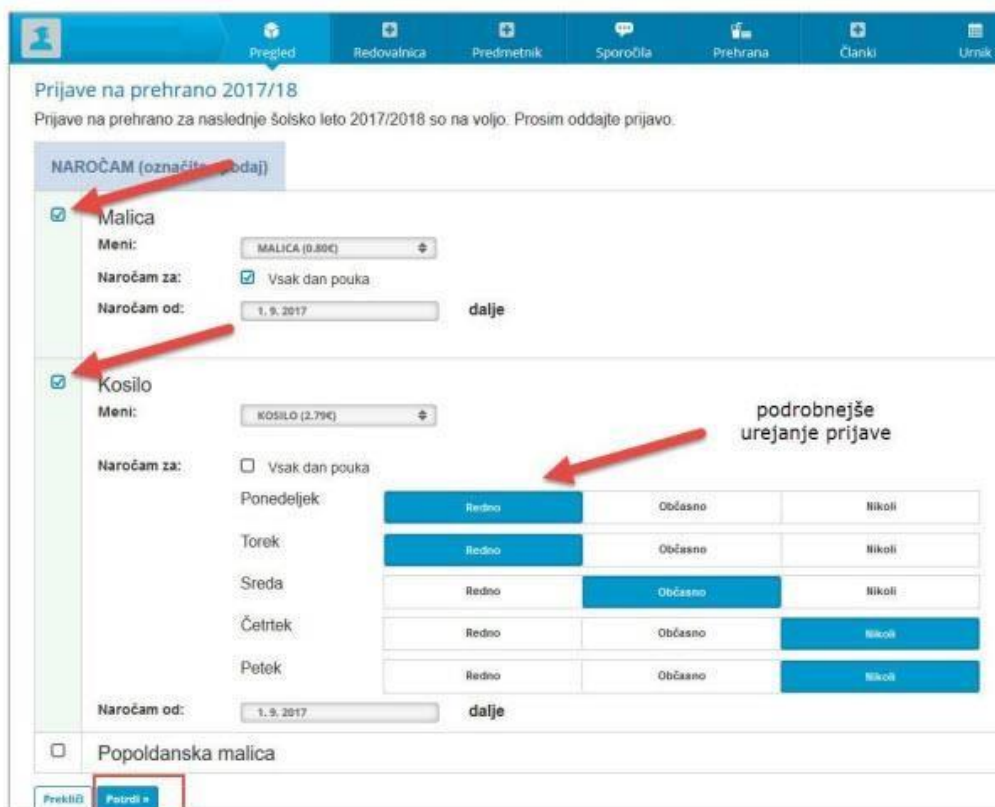 Pregled Redovalnica Predmetnik Sporočila Prehrana Članki Urnik
Prijave na prehrano 2017/18
Prijave na prehrano za naslednje šolsko leto 2017/2018 so na voljo. Prosim oddajte prijavo.
NAROČAM (označite podaj)
Malica
Meni: MALICA (0.80€)
Naročam za: Vsak dan pouka
Naročam od: 1. 9. 2017 dalje
Kosilo
Meni: KOSILO (2.79€)
podrobnejše
urejanje prijave
Naročam za: Vsak dan pouka
Ponedeljek Redno Občasno Nikoli
Torek Redno Občasno Nikoli
Sreda Redno Občasno Nikoli
Četrtek Redno Občasno Nikoli
Petek Redno Občasno Nikoli
Naročam od: 1. 9. 2017 dalje
Popoldanska malica
Prekliči Potrdi »